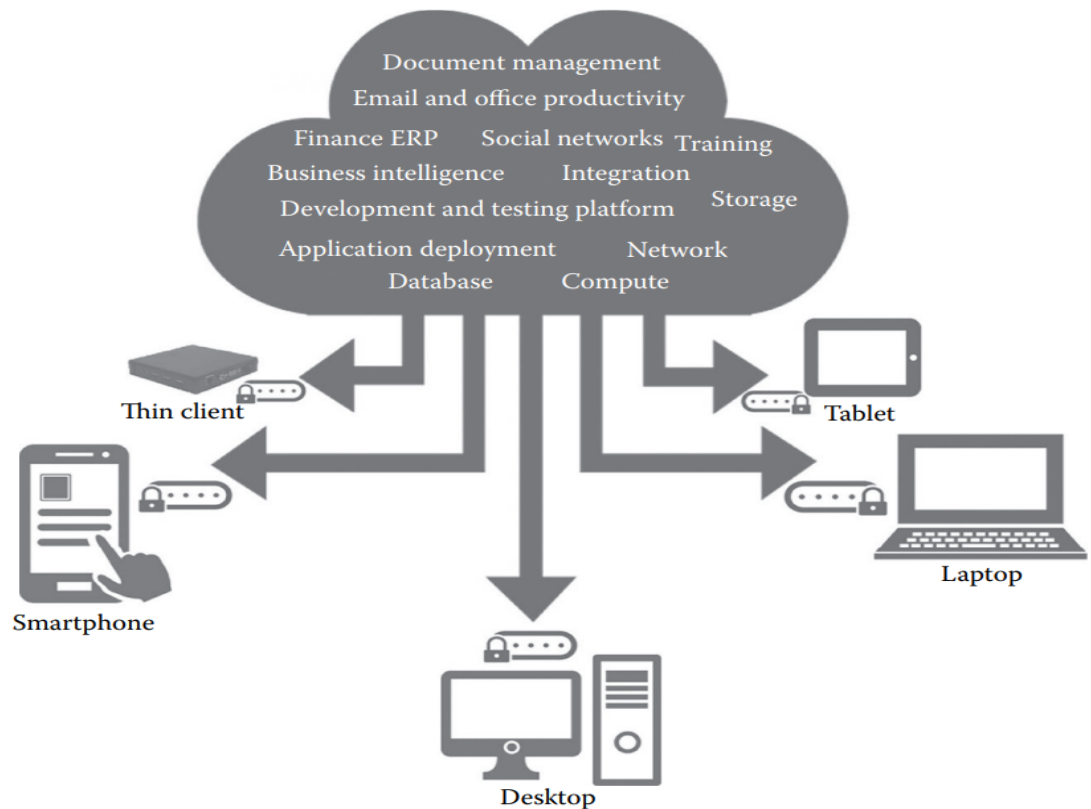 Document management
Email and office productivity
Finance ERP
Social networks
Training
Business intelligence
Integration
Storage
Development and testing platform
Application deployment
Network
Database
Compute
Thin client
Tablet
Smartphone
Laptop
Desktop